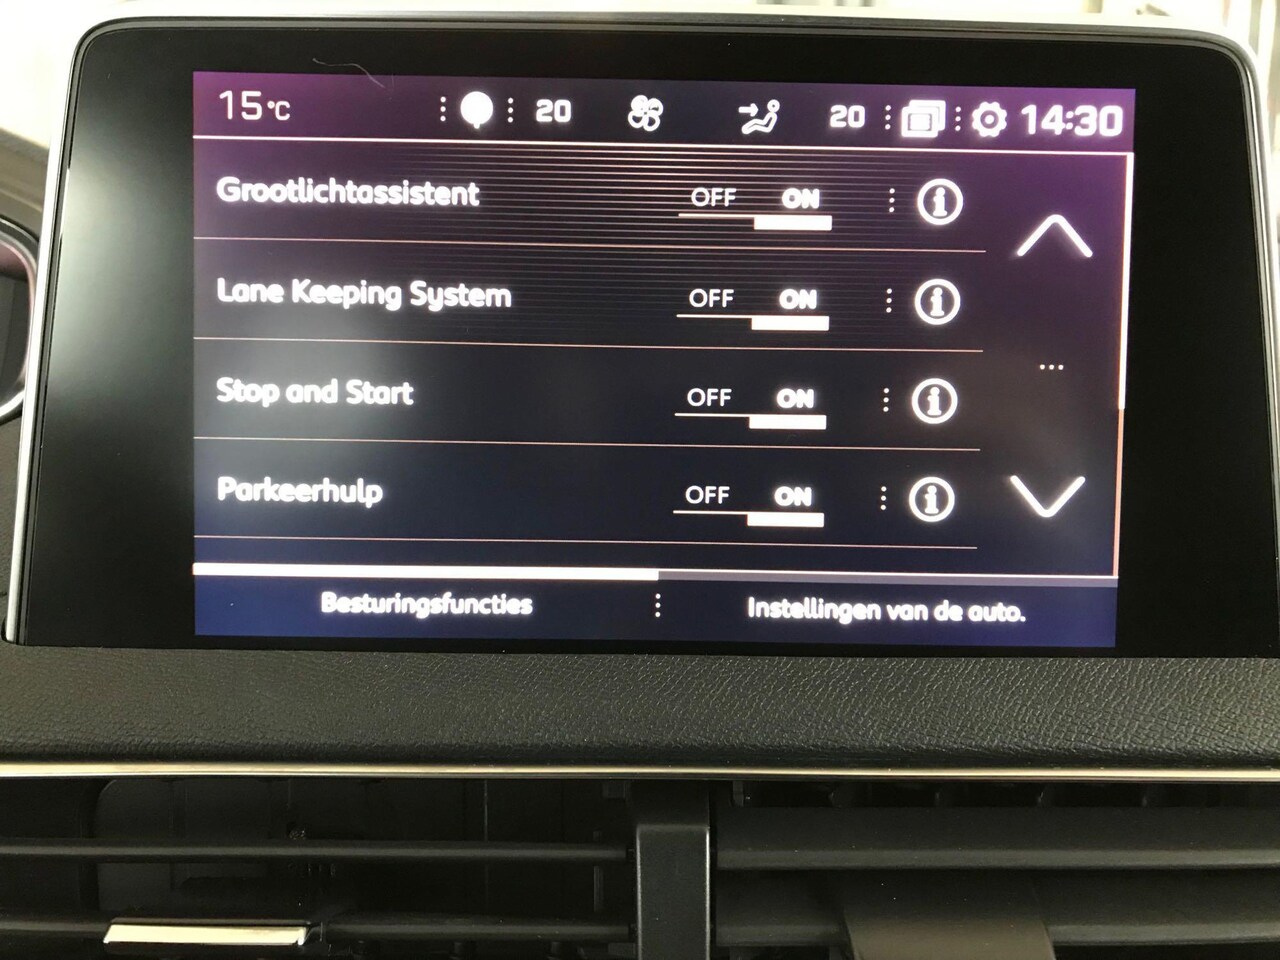 15°C 20 20 14:30
Grootlichtassistent OFF ON
Lane Keeping System OFF ON
Stop and Start OFF ON
Parkeerhulp OFF ON
Besturingsfuncties Instellingen van de auto.